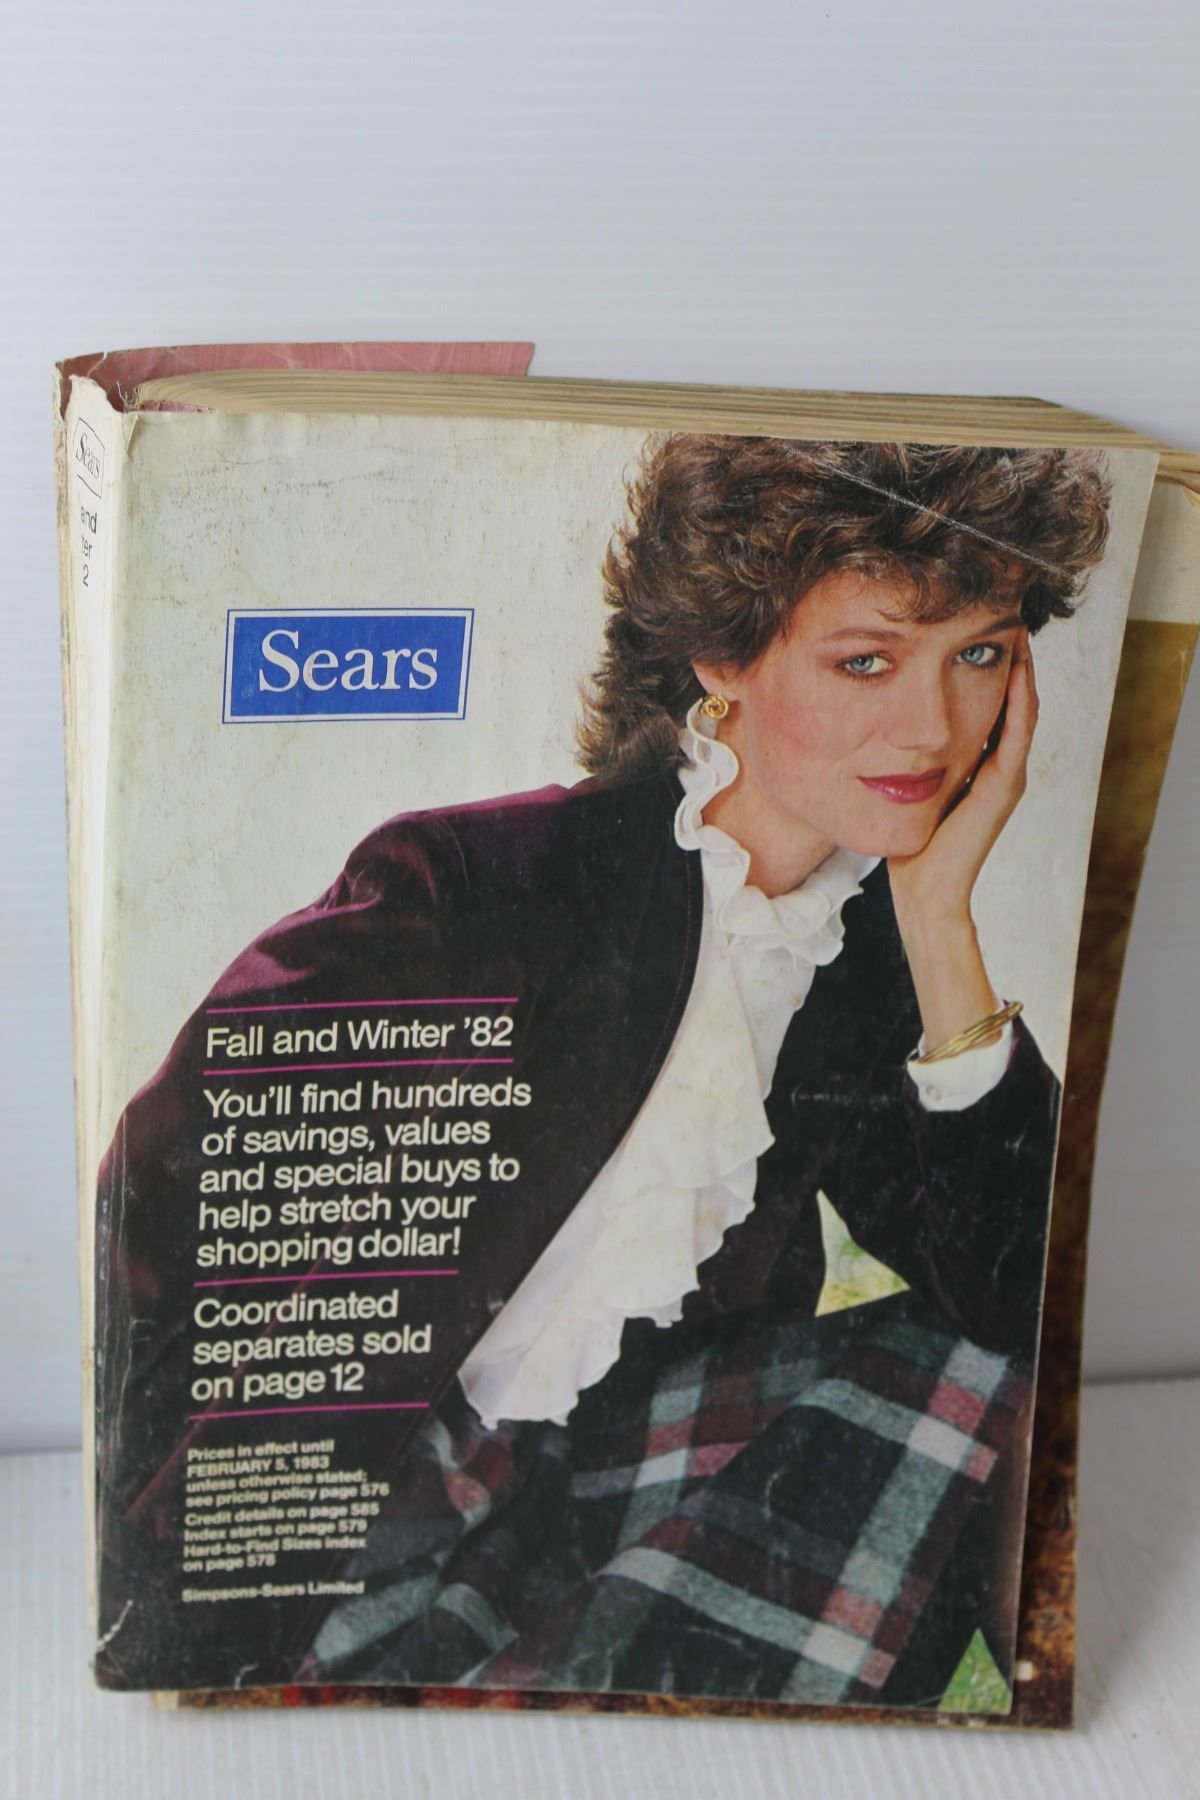 Sears
and
ter
2
Sears
Fall and Winter '82
You'll find hundreds
of savings, values
and special buys to
help stretch your
shopping dollar!
Coordinated
separates sold
on page 12
Prices in effect until
FEBRUARY 5, 1983
unless otherwise stated;
see pricing policy page 576
Credit details on page 585
Index starts on page 579
Hard-to-Find Sizes index
on page 578
Simpsons-Sears Limited